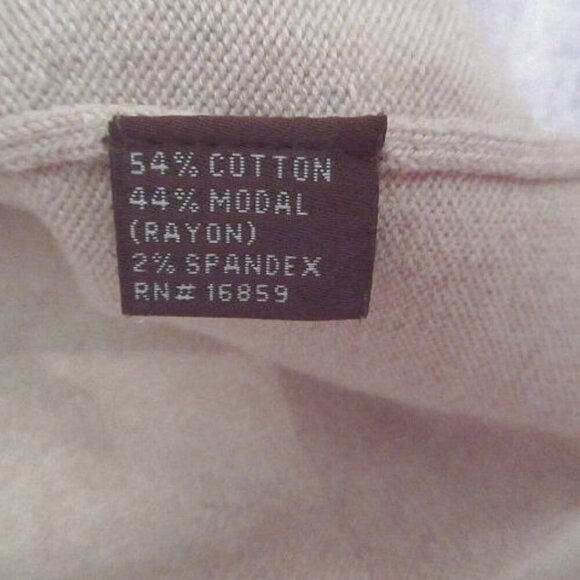 54% COTTON
44% MODAL
(RAYON)
2% SPANDEX
RN# 16859